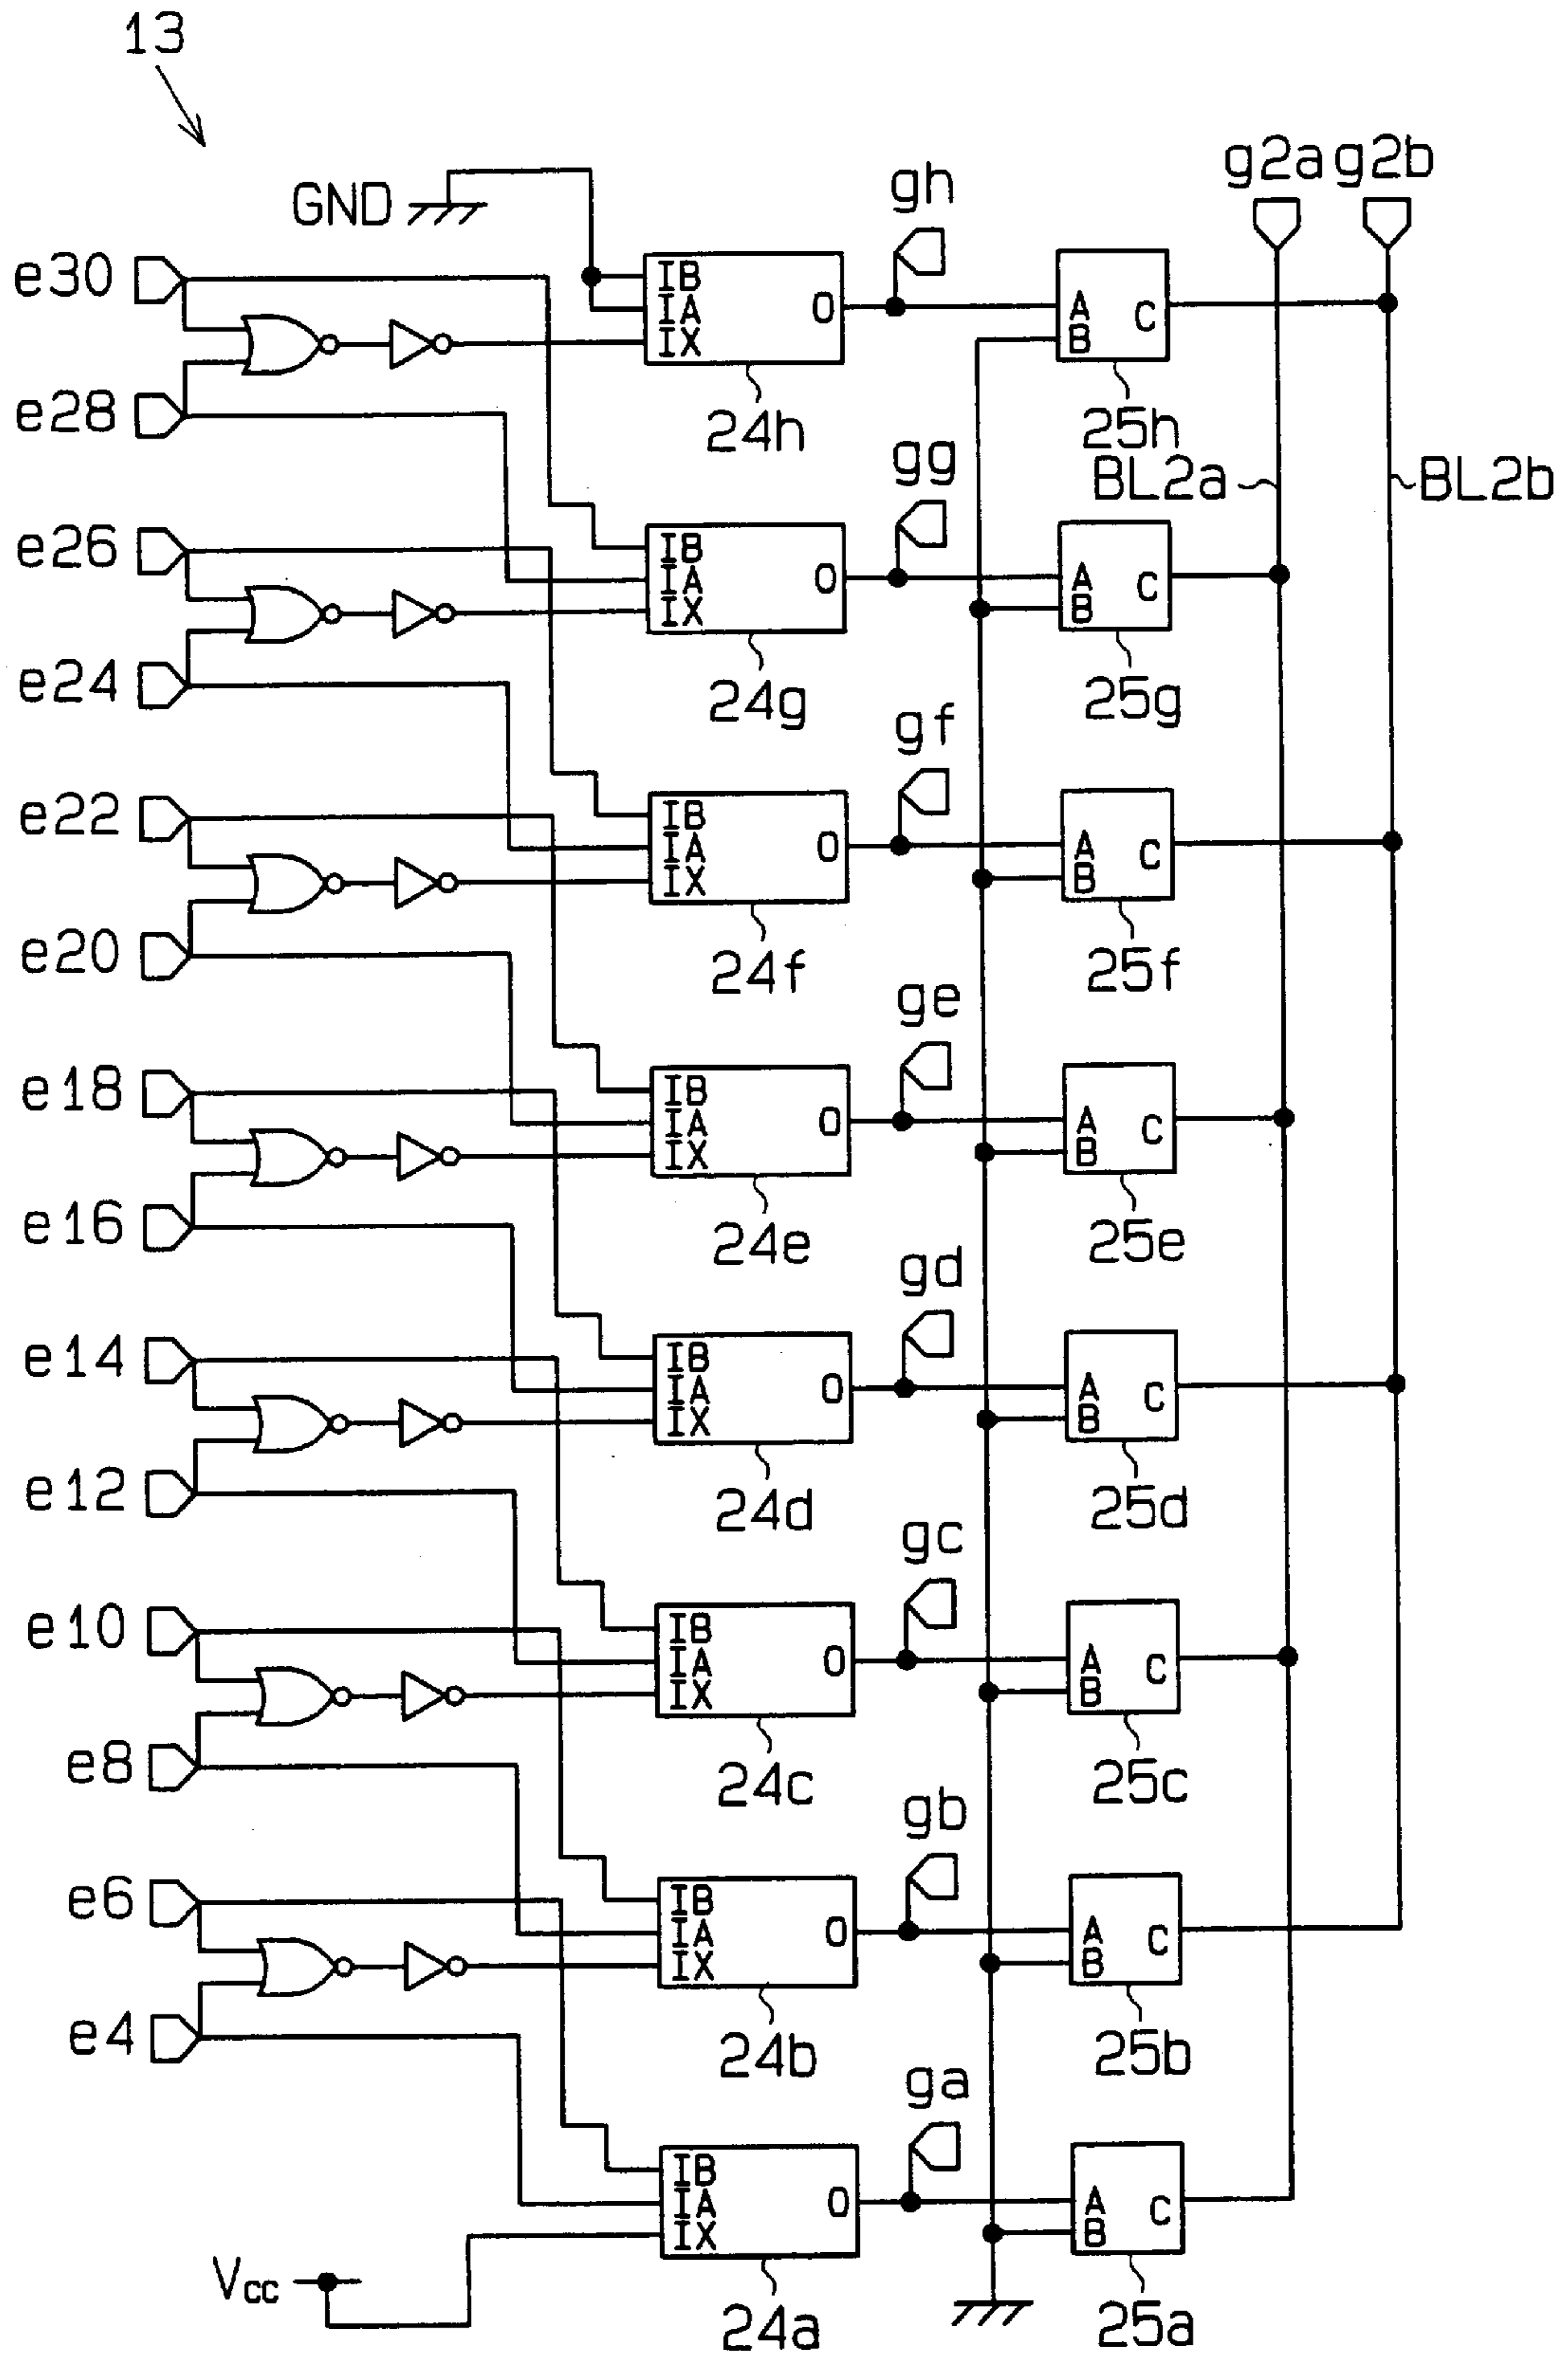 13
g2a g2b
gh
GND
e30
IB
IA
IX
O
A
B
C
e28
24h
25h
gg
BL2a
BL2b
e26
IB
IA
IX
O
A
B
C
e24
24g
25g
gf
e22
IB
IA
IX
O
A
B
C
e20
24f
25f
ge
e18
IB
IA
IX
O
A
B
C
e16
24e
25e
gd
e14
IB
IA
IX
O
A
B
C
e12
24d
25d
gc
e10
IB
IA
IX
O
A
B
C
e8
24c
25c
gb
e6
IB
IA
IX
O
A
B
C
e4
24b
25b
ga
IB
IA
IX
O
A
B
C
Vcc
24a
25a